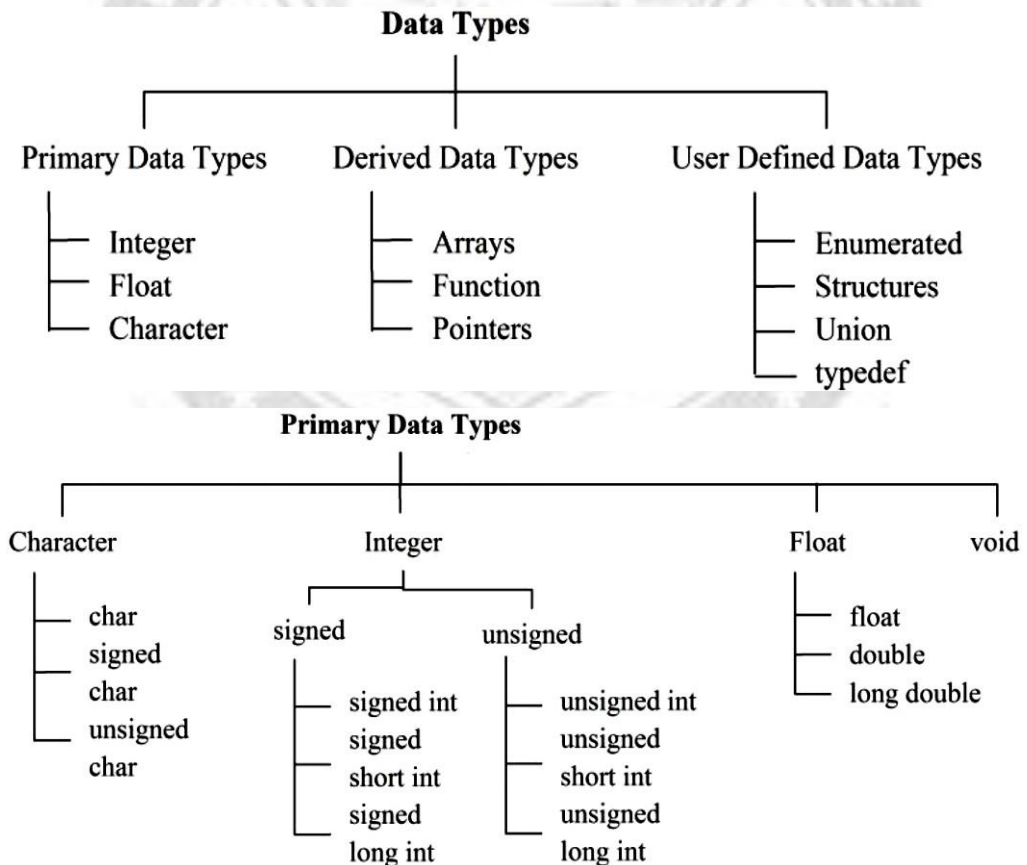 Data Types
Primary Data Types
Derived Data Types
User Defined Data Types
Integer
Float
Character
Arrays
Function
Pointers
Enumerated
Structures
Union
typedef
Primary Data Types
Character
Integer
Float
void
char
signed
char
unsigned
char
signed
unsigned
signed int
signed
short int
signed
long int
unsigned int
unsigned
short int
unsigned
long int
float
double
long double